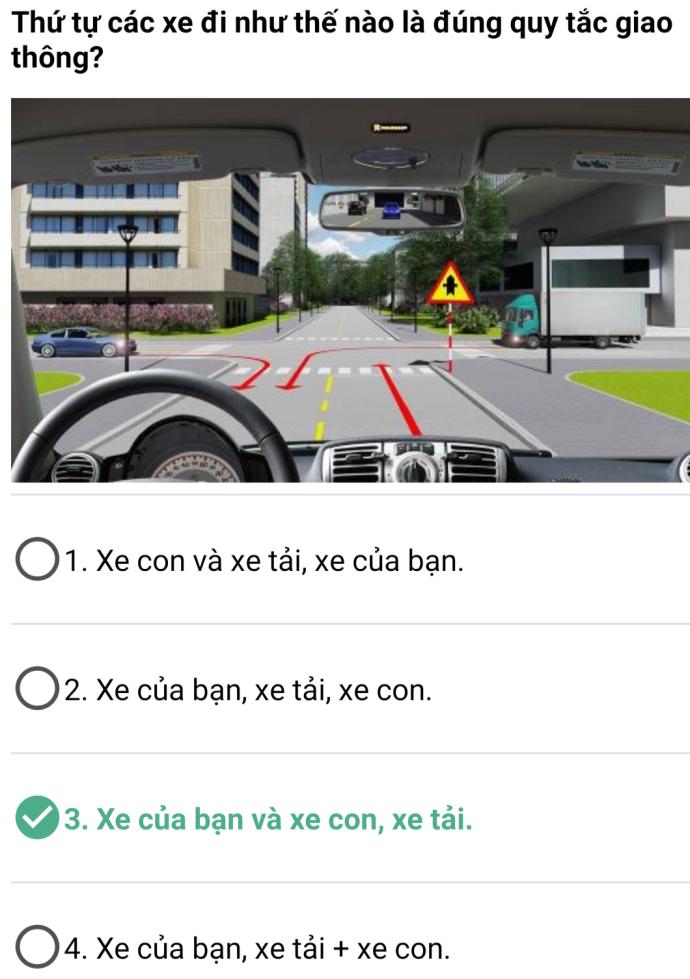 Thứ tự các xe đi như thế nào là đúng quy tắc giao
thông?
1. Xe con và xe tải, xe của bạn.
2. Xe của bạn, xe tải, xe con.
3. Xe của bạn và xe con, xe tải.
4. Xe của bạn, xe tải + xe con.